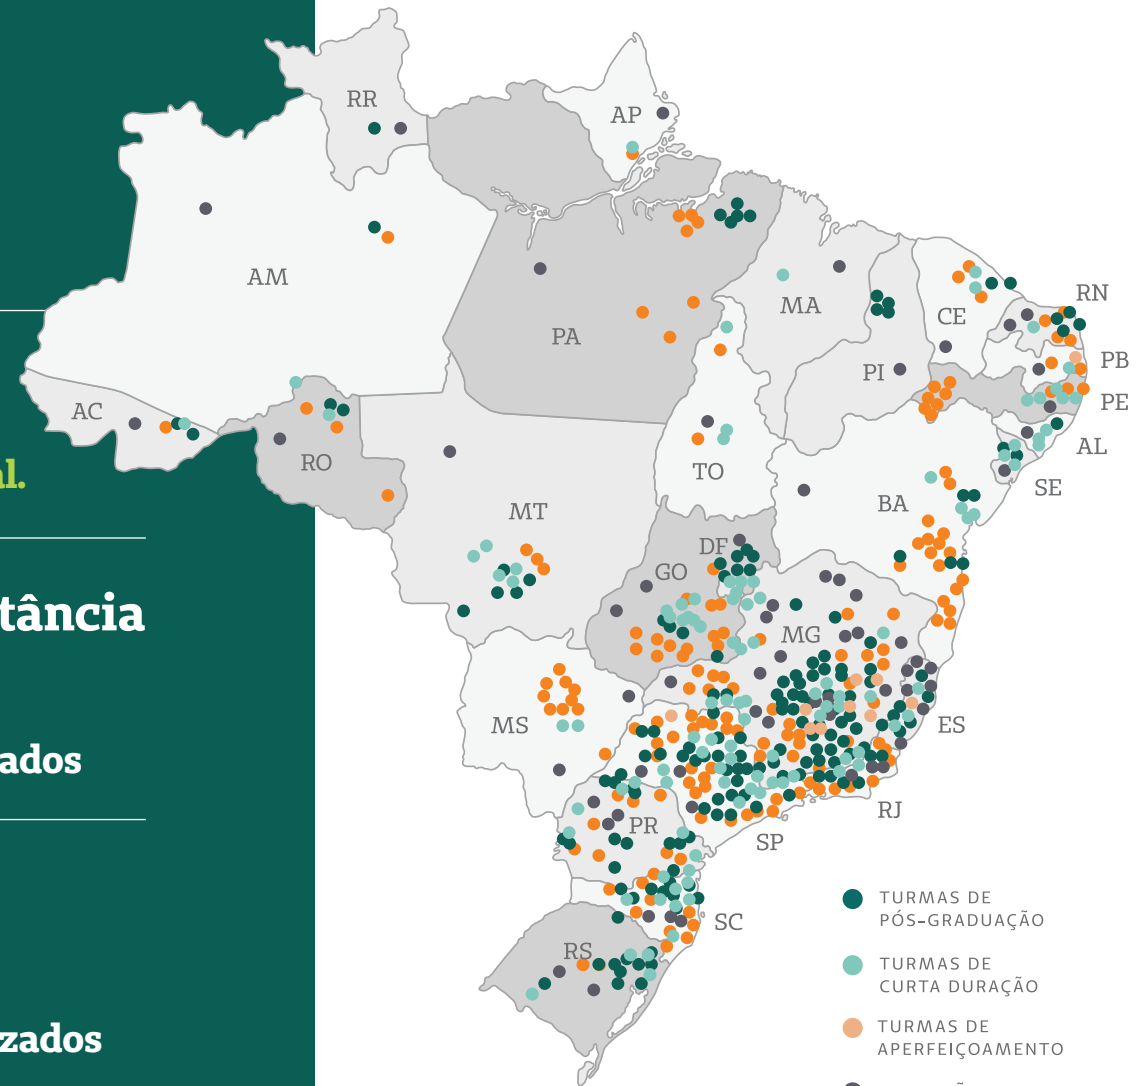 RR
AP
AM
PA
MA
CE
RN
PI
PB
PE
AC
AL
RO
TO
SE
BA
MT
DF
GO
MG
MS
ES
RJ
PR
SP
SC
RS
al.
tância
ados
zados
TURMAS DE
PÓS-GRADUAÇÃO
TURMAS DE
CURTA DURAÇÃO
TURMAS DE
APERFEIÇOAMENTO